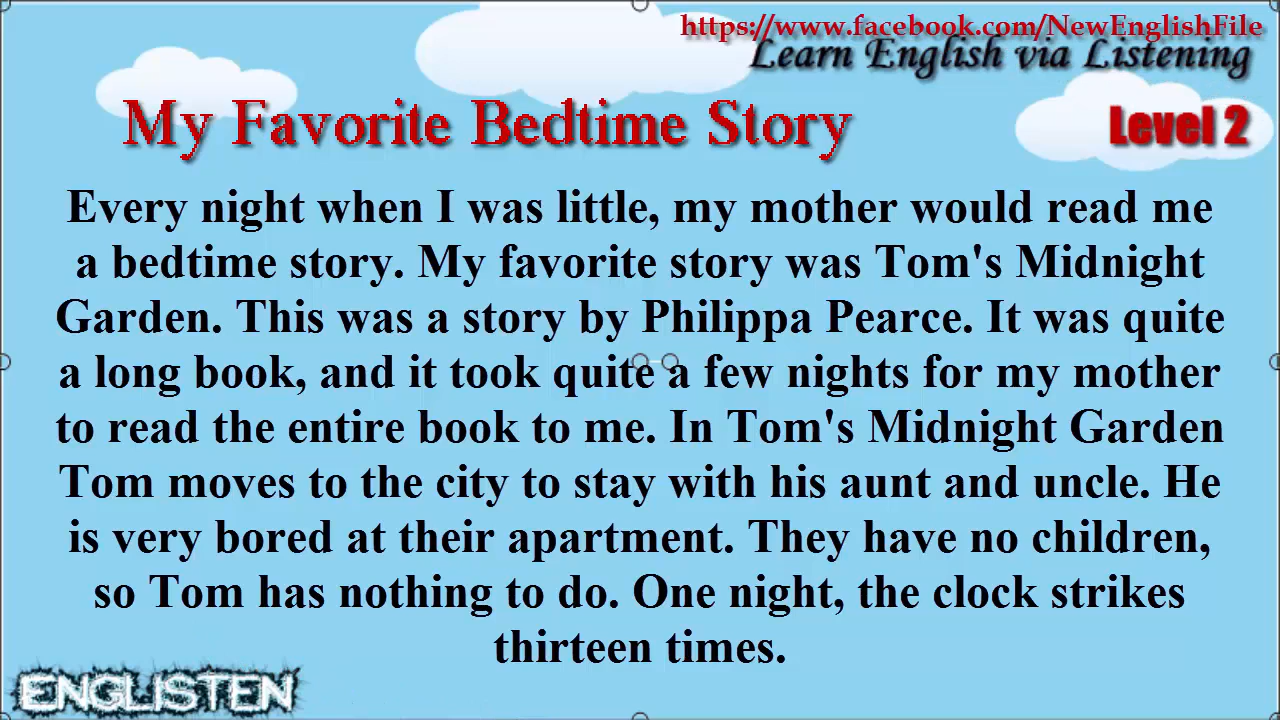 https://www.facebook.com/NewEnglishFile
Learn English via Listening
My Favorite Bedtime Story
Level 2
Every night when I was little, my mother would read me
a bedtime story. My favorite story was Tom's Midnight
Garden. This was a story by Philippa Pearce. It was quite
a long book, and it took quite a few nights for my mother
to read the entire book to me. In Tom's Midnight Garden
Tom moves to the city to stay with his aunt and uncle. He
is very bored at their apartment. They have no children,
so Tom has nothing to do. One night, the clock strikes
thirteen times.
ENGLISTEN